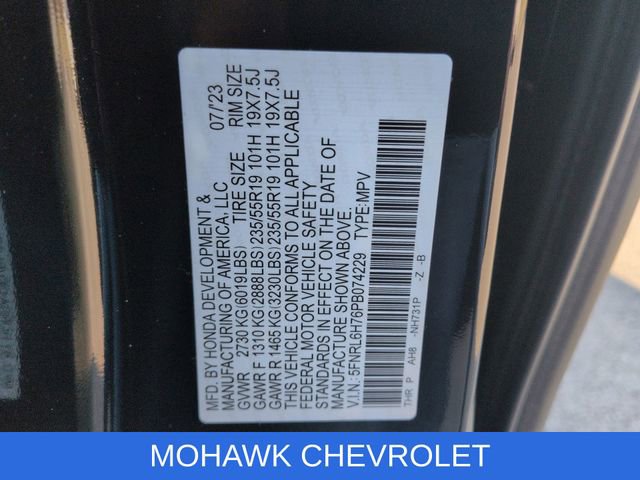 MFD. BY HONDA DEVELOPMENT & 07/'23
MANUFACTURING OF AMERICA, LLC
GVWR 2730 KG(6019LBS) TIRE SIZE RIM SIZE
GAWR F 1310 KG(2888LBS)235/55R19 101H 19X7.5J
GAWR R 1465 KG(3230LBS)235/55R19 101H 19X7.5J
THIS VEHICLE CONFORMS TO ALL APPLICABLE
FEDERAL MOTOR VEHICLE SAFETY
STANDARDS IN EFFECT ON THE DATE OF
MANUFACTURE SHOWN ABOVE.
V.I.N.:5FNRL6H76PB074229 TYPE:MPV
THR P AH8 -NH731P -Z -B
MOHAWK CHEVROLET